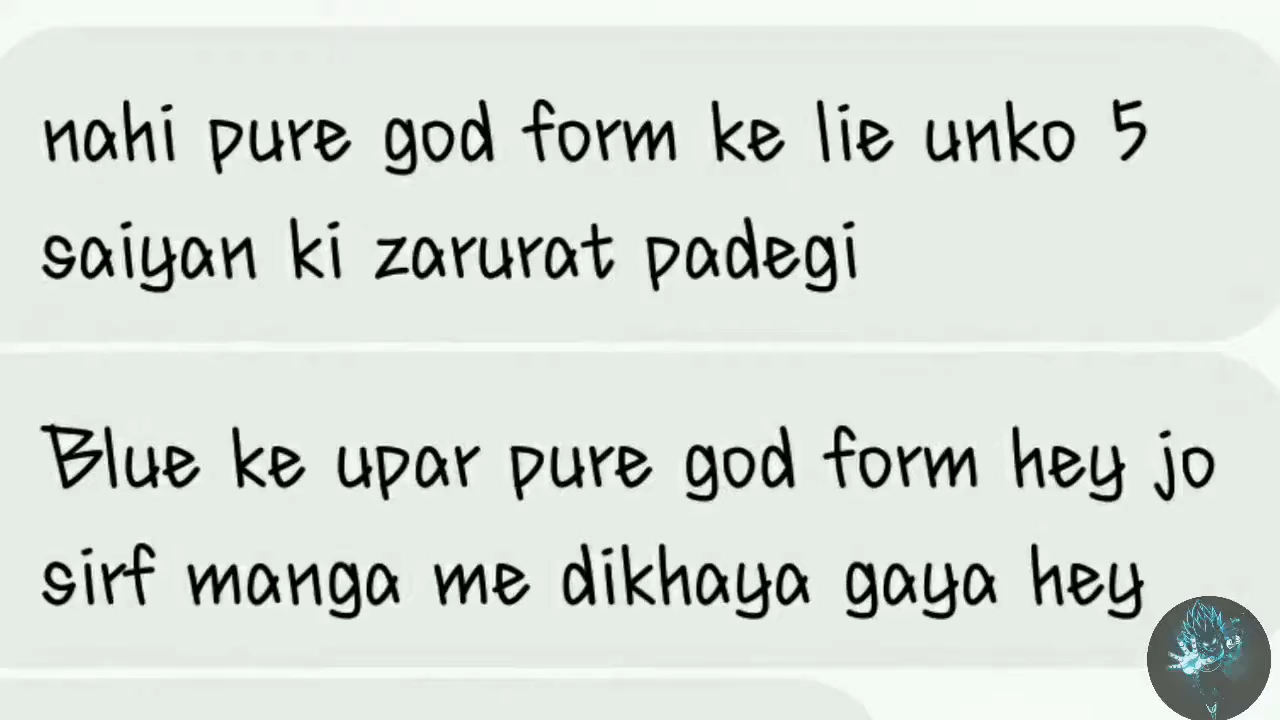 nahi pure god form ke lie unko 5
saiyan ki zarurat padegi
Blue ke upar pure god form hey jo
sirf manga me dikhaya gaya hey